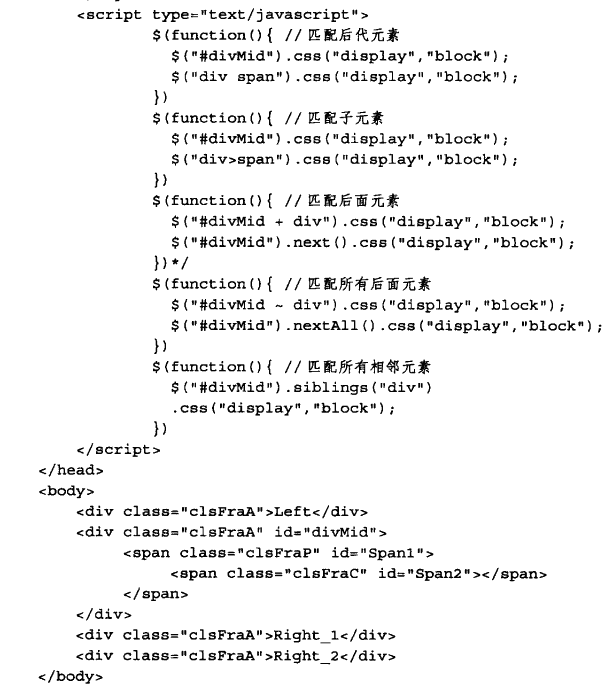 <script type="text/javascript">
$(function(){ //匹配后代元素
$("#divMid").css("display","block");
$("div span").css("display","block");
})
$(function(){ //匹配子元素
$("#divMid").css("display","block");
$("div>span").css("display","block");
})
$(function(){ //匹配后面元素
$("#divMid + div").css("display","block");
$("#divMid").next().css("display","block");
})*/
$(function(){ //匹配所有后面元素
$("#divMid ~ div").css("display","block");
$("#divMid").nextAll().css("display","block");
})
$(function(){ //匹配所有相邻元素
$("#divMid").siblings("div")
.css("display","block");
})
</script>
</head>
<body>
<div class="clsFraA">Left</div>
<div class="clsFraA" id="divMid">
<span class="clsFraP" id="Span1">
<span class="clsFraC" id="Span2"></span>
</span>
</div>
<div class="clsFraA">Right_1</div>
<div class="clsFraA">Right_2</div>
</body>